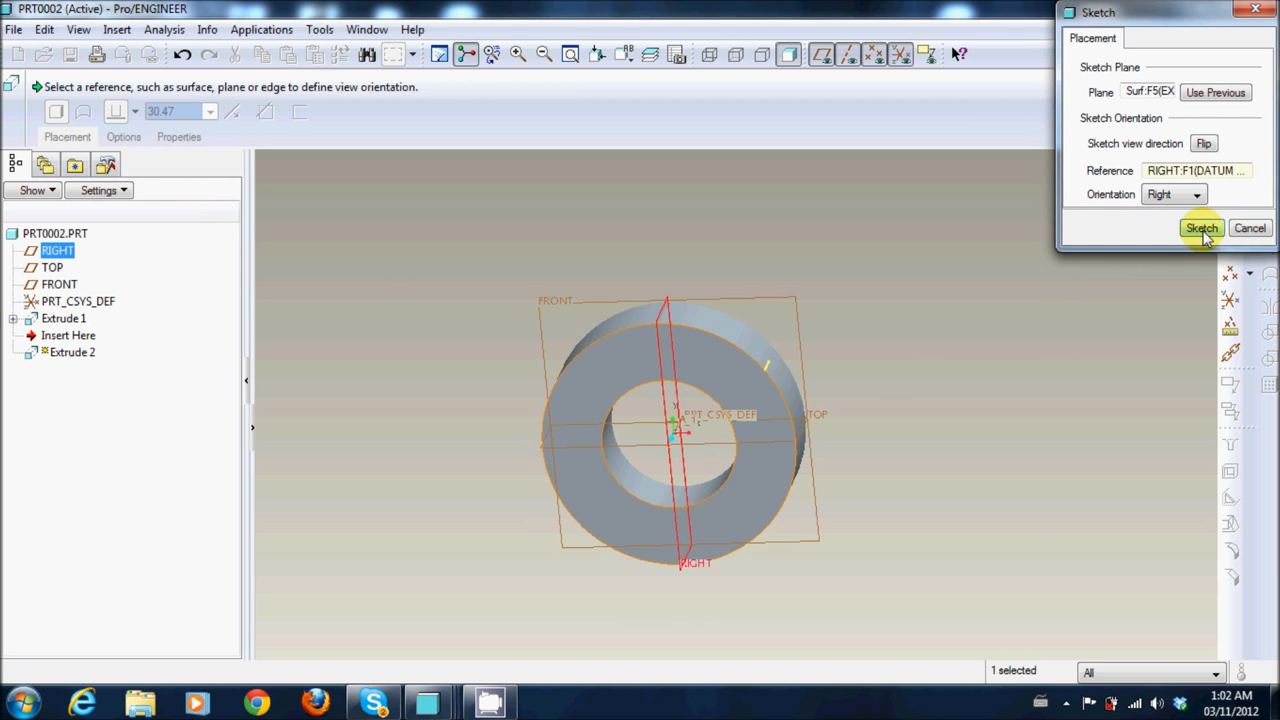 PRT0002 (Active) - Pro/ENGINEER
File Edit View Insert Analysis Info Applications Tools Window Help
Select a reference, such as surface, plane or edge to define view orientation.
30.47
Placement Options Properties
Show Settings
PRT0002.PRT
RIGHT
TOP
FRONT
PRT_CSYS_DEF
Extrude 1
Insert Here
Extrude 2
FRONT
PRT_CSYS_DEF
TOP
RIGHT
Sketch
Placement
Sketch Plane
Plane Surf:F5(EX Use Previous
Sketch Orientation
Sketch view direction Flip
Reference RIGHT:F1(DATUM ...
Orientation Right
Sketch Cancel
1 selected All
1:02 AM
03/11/2012